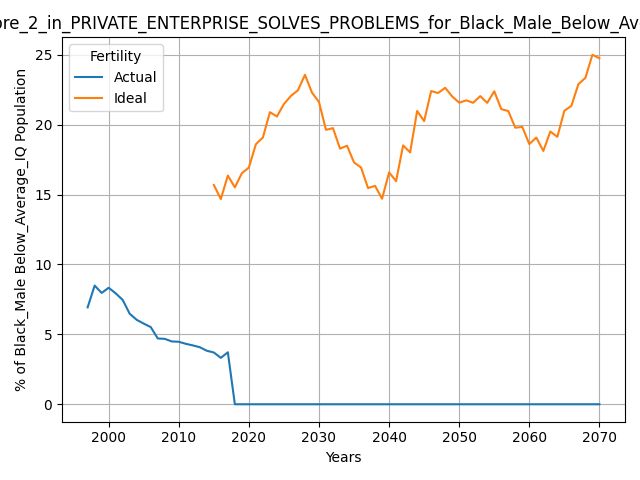 ore_2_in_PRIVATE_ENTERPRISE_SOLVES_PROBLEMS_for_Black_Male_Below_Av
Fertility
Actual
Ideal
% of Black_Male Below_Average_IQ Population
25
20
15
10
5
0
2000 2010 2020 2030 2040 2050 2060 2070
Years